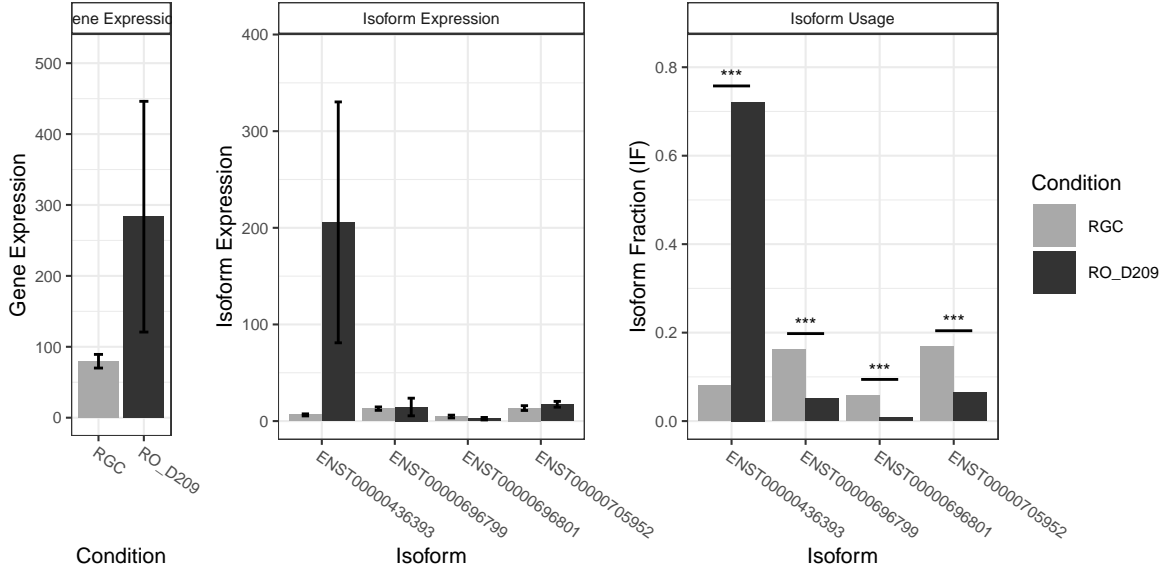 ene Expressio
Gene Expression
500
400
300
200
100
0
RGC
RO_D209
Condition
Isoform Expression
Isoform Expression
400
300
200
100
0
ENST00000436393
ENST00000696799
ENST00000696801
ENST00000705952
Isoform
Isoform Usage
Isoform Fraction (IF)
0.8
0.6
0.4
0.2
0.0
***
***
***
***
ENST00000436393
ENST00000696799
ENST00000696801
ENST00000705952
Isoform
Condition
RGC
RO_D209